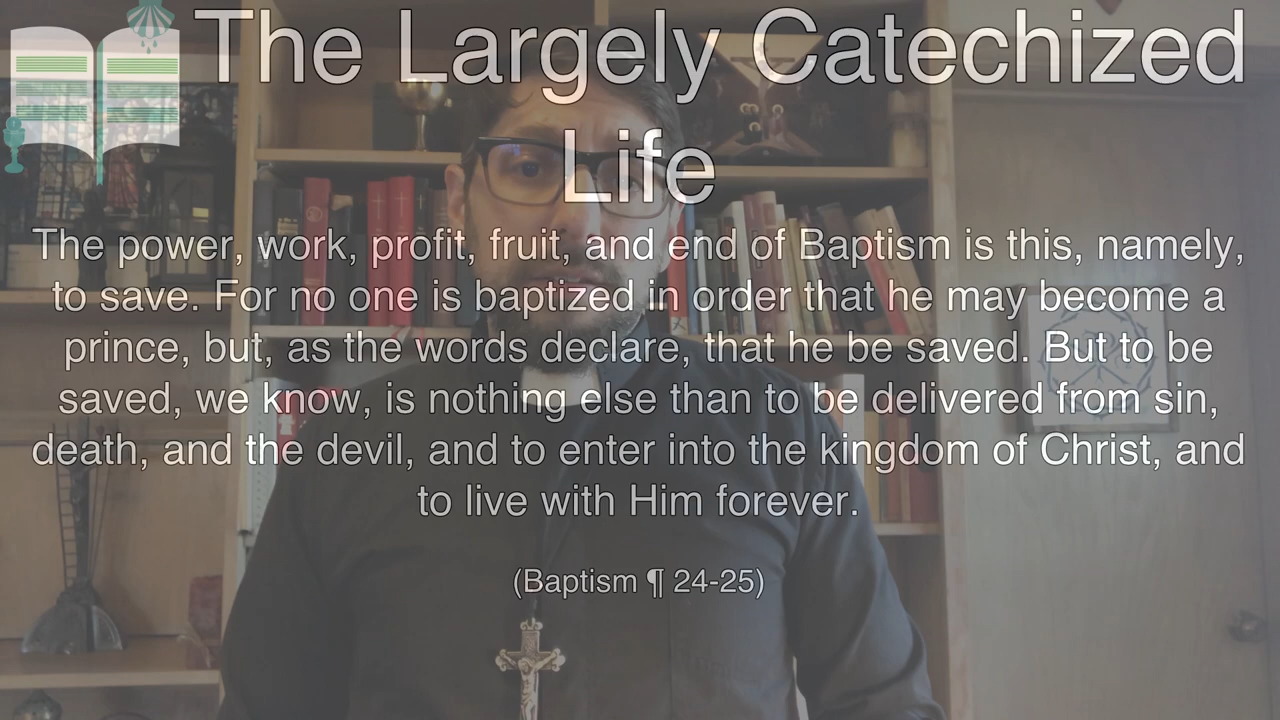 The Largely Catechized
Life
The power, work, profit, fruit, and end of Baptism is this, namely,
to save. For no one is baptized in order that he may become a
prince, but, as the words declare, that he be saved. But to be
saved, we know, is nothing else than to be delivered from sin,
death, and the devil, and to enter into the kingdom of Christ, and
to live with Him forever.
(Baptism ¶ 24-25)